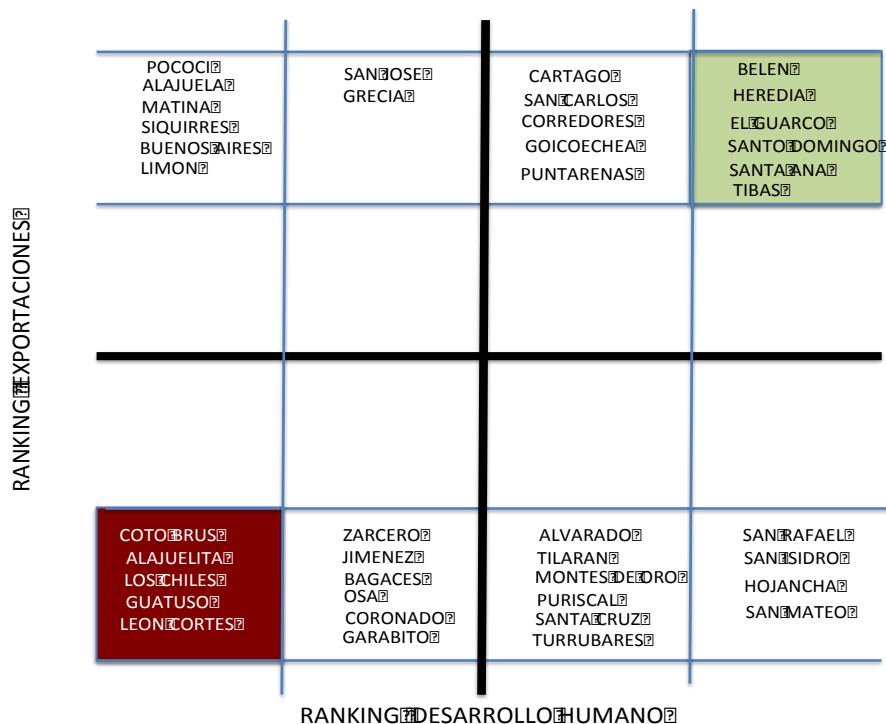 POCOCI
ALAJUELA
MATINA
SIQUIRRES
BUENOS AIRES
LIMON
SAN JOSE
GRECIA
CARTAGO
SAN CARLOS
CORREDORES
GOICOECHEA
PUNTARENAS
BELEN
HEREDIA
EL GUARCO
SANTO DOMINGO
SANTA ANA
TIBAS
RANKING EXPORTACIONES
COTO BRUS
ALAJUELITA
LOS CHILES
GUATUSO
LEON CORTES
ZARCERO
JIMENEZ
BAGACES
OSA
CORONADO
GARABITO
ALVARADO
TILARAN
MONTES DE ORO
PURISCAL
SANTA CRUZ
TURRUBARES
SAN RAFAEL
SAN ISIDRO
HOJANCHA
SAN MATEO
RANKING DESARROLLO HUMANO